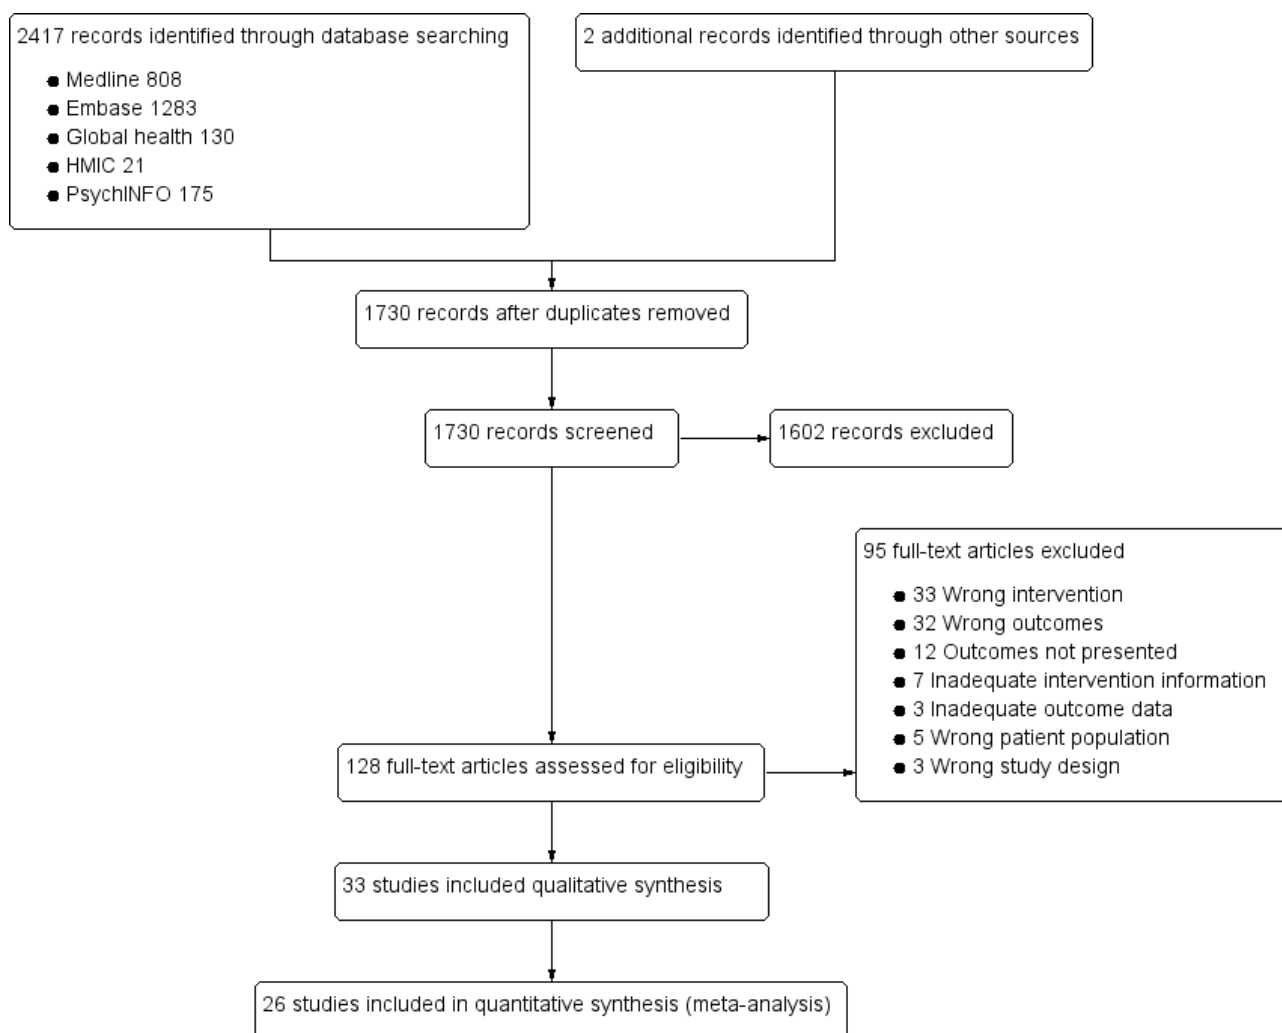 2417 records identified through database searching
● Medline 808
● Embase 1283
● Global health 130
● HMIC 21
● PsychINFO 175
2 additional records identified through other sources
1730 records after duplicates removed
1730 records screened
1602 records excluded
95 full-text articles excluded
● 33 Wrong intervention
● 32 Wrong outcomes
● 12 Outcomes not presented
● 7 Inadequate intervention information
● 3 Inadequate outcome data
● 5 Wrong patient population
● 3 Wrong study design
128 full-text articles assessed for eligibility
33 studies included qualitative synthesis
26 studies included in quantitative synthesis (meta-analysis)